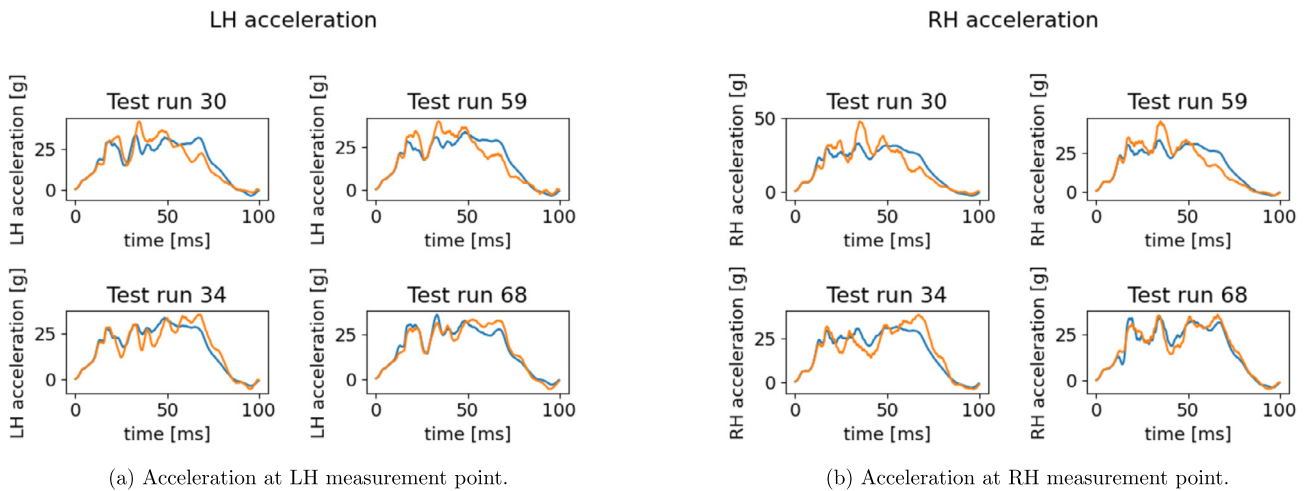 LH acceleration
RH acceleration
Test run 30
LH acceleration [g]
25
0
0
50
100
time [ms]
Test run 59
LH acceleration [g]
25
0
0
50
100
time [ms]
Test run 34
LH acceleration [g]
25
0
0
50
100
time [ms]
Test run 68
LH acceleration [g]
25
0
0
50
100
time [ms]
(a) Acceleration at LH measurement point.
Test run 30
RH acceleration [g]
50
0
0
50
100
time [ms]
Test run 59
RH acceleration [g]
25
0
0
50
100
time [ms]
Test run 34
RH acceleration [g]
25
0
0
50
100
time [ms]
Test run 68
RH acceleration [g]
25
0
0
50
100
time [ms]
(b) Acceleration at RH measurement point.